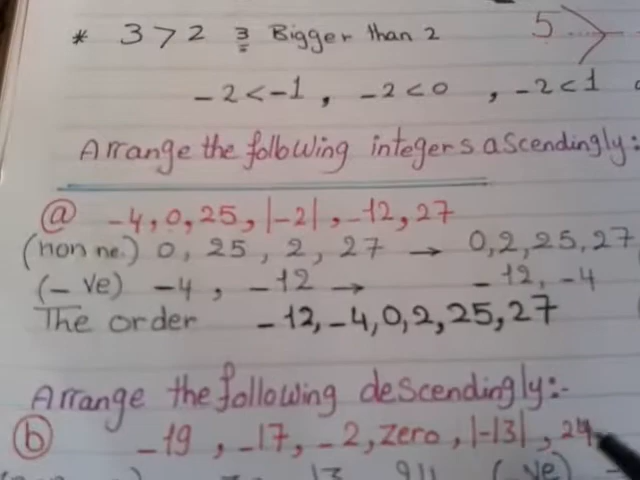 * 3 > 2 3 Bigger than 2 5
-2 < -1 , -2 < 0 , -2 < 1
Arrange the following integers ascendingly:
(a) -4, 0, 25, |-2|, -12, 27
(non ne.) 0, 25, 2, 27 → 0, 2, 25, 27
(- ve) -4, -12 → -12, -4
The order -12, -4, 0, 2, 25, 27
Arrange the following descendingly:-
(b) -19, -17, -2, zero, |-13|, 24